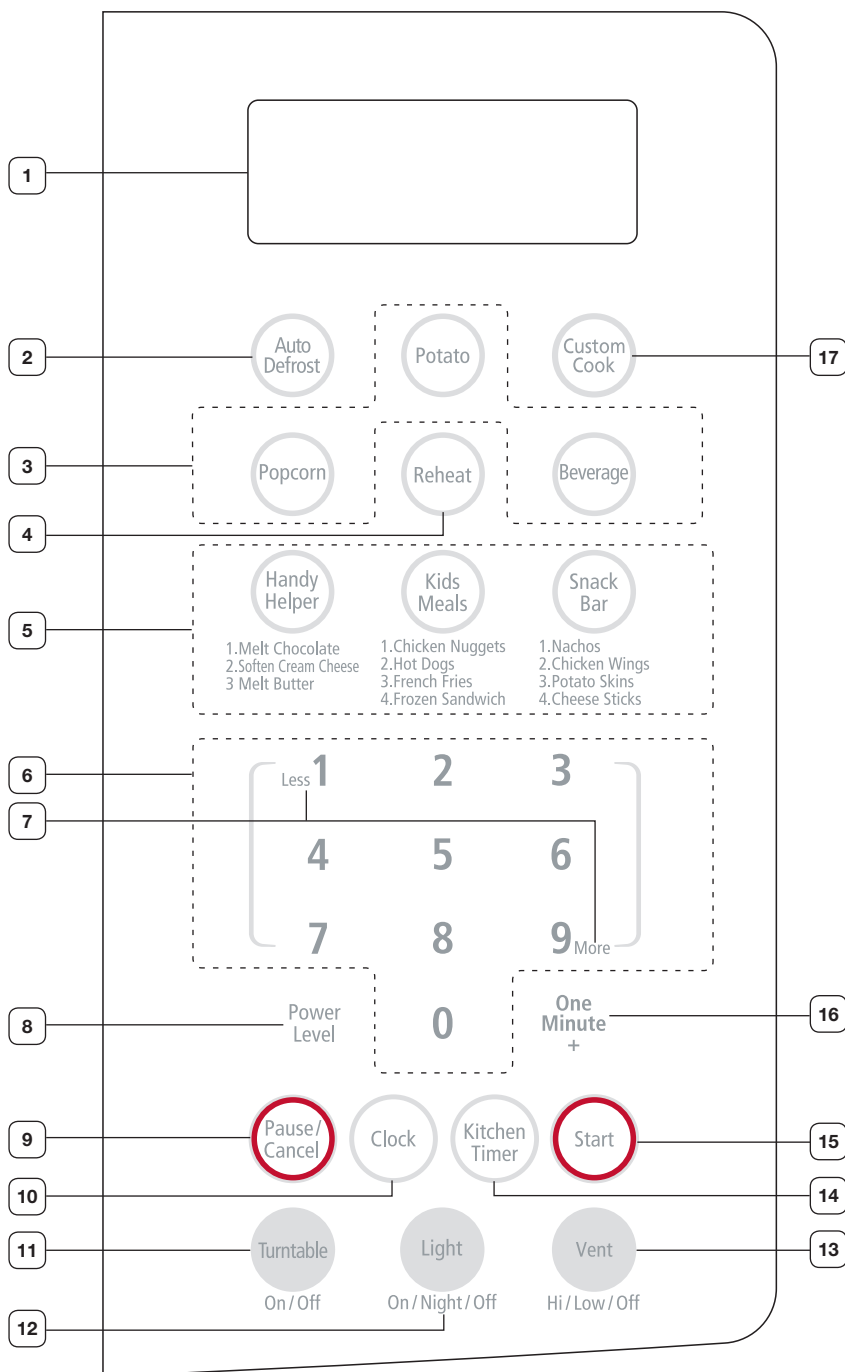 1
2
Auto
Defrost
Potato
Custom
Cook
17
3
Popcorn
Reheat
Beverage
4
5
Handy
Helper
1.Melt Chocolate
2.Soften Cream Cheese
3 Melt Butter
Kids
Meals
1.Chicken Nuggets
2.Hot Dogs
3.French Fries
4.Frozen Sandwich
Snack
Bar
1.Nachos
2.Chicken Wings
3.Potato Skins
4.Cheese Sticks
6
Less 1 2 3
7
4 5 6
7 8 9 More
8
Power
Level
0
One
Minute
+
16
9
Pause/
Cancel
Clock
Kitchen
Timer
Start
15
10
14
11
Turntable
On/Off
Light
On/Night/Off
Vent
Hi/Low/Off
13
12